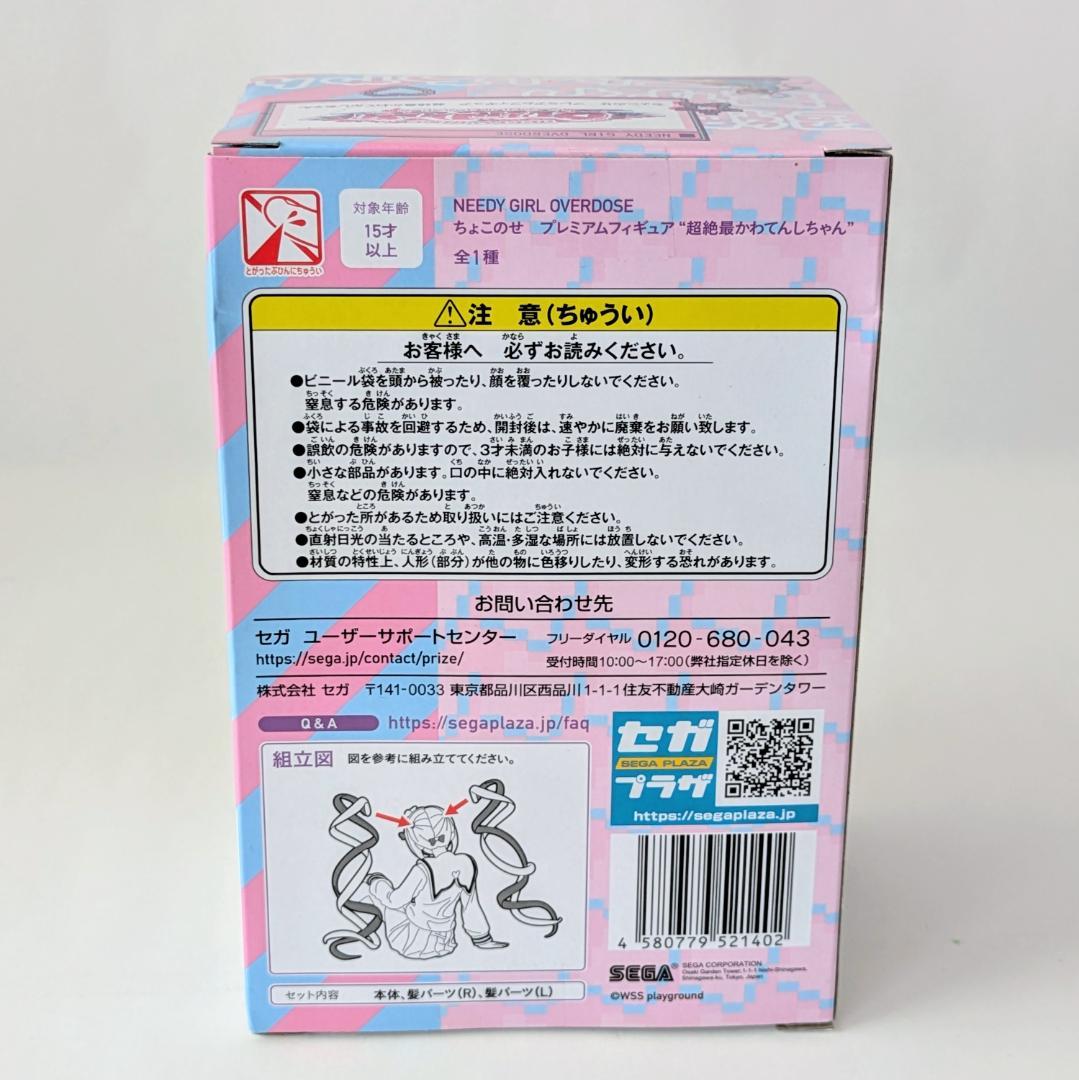 NEEDY GIRL OVERDOSE
とがったぶひんにちゅうい
対象年齢
15才
以上
NEEDY GIRL OVERDOSE
ちょこのせ プレミアムフィギュア“超絶最かわてんしちゃん”
全1種
注 意(ちゅうい)
お客様へ 必ずお読みください。
●ビニール袋を頭から被ったり、顔を覆ったりしないでください。
窒息する危険があります。
●袋による事故を回避するため、開封後は、速やかに廃棄をお願い致します。
●誤飲の危険がありますので、3才未満のお子様には絶対に与えないでください。
●小さな部品があります。口の中に絶対入れないでください。
窒息などの危険があります。
●とがった所があるため取り扱いにはご注意ください。
●直射日光の当たるところや、高温・多湿な場所には放置しないでください。
●材質の特性上、人形(部分)が他の物に色移りしたり、変形する恐れがあります。
お問い合わせ先
セガ ユーザーサポートセンター フリーダイヤル 0120-680-043
https://sega.jp/contact/prize/ 受付時間10:00〜17:00(弊社指定休日を除く)
株式会社 セガ 〒141-0033 東京都品川区西品川1-1-1住友不動産大崎ガーデンタワー
Q&A https://segaplaza.jp/faq
組立図 図を参考に組み立ててください。
セガ
SEGA PLAZA
プラザ
https://segaplaza.jp
4 580779 521402
SEGA® SEGA CORPORATION
Osaki Garden Tower, 1-1-1 Nishi-Shinagawa,
Shinagawa-ku, Tokyo, Japan
©WSS playground
セット内容 本体、髪パーツ(R)、髪パーツ(L)